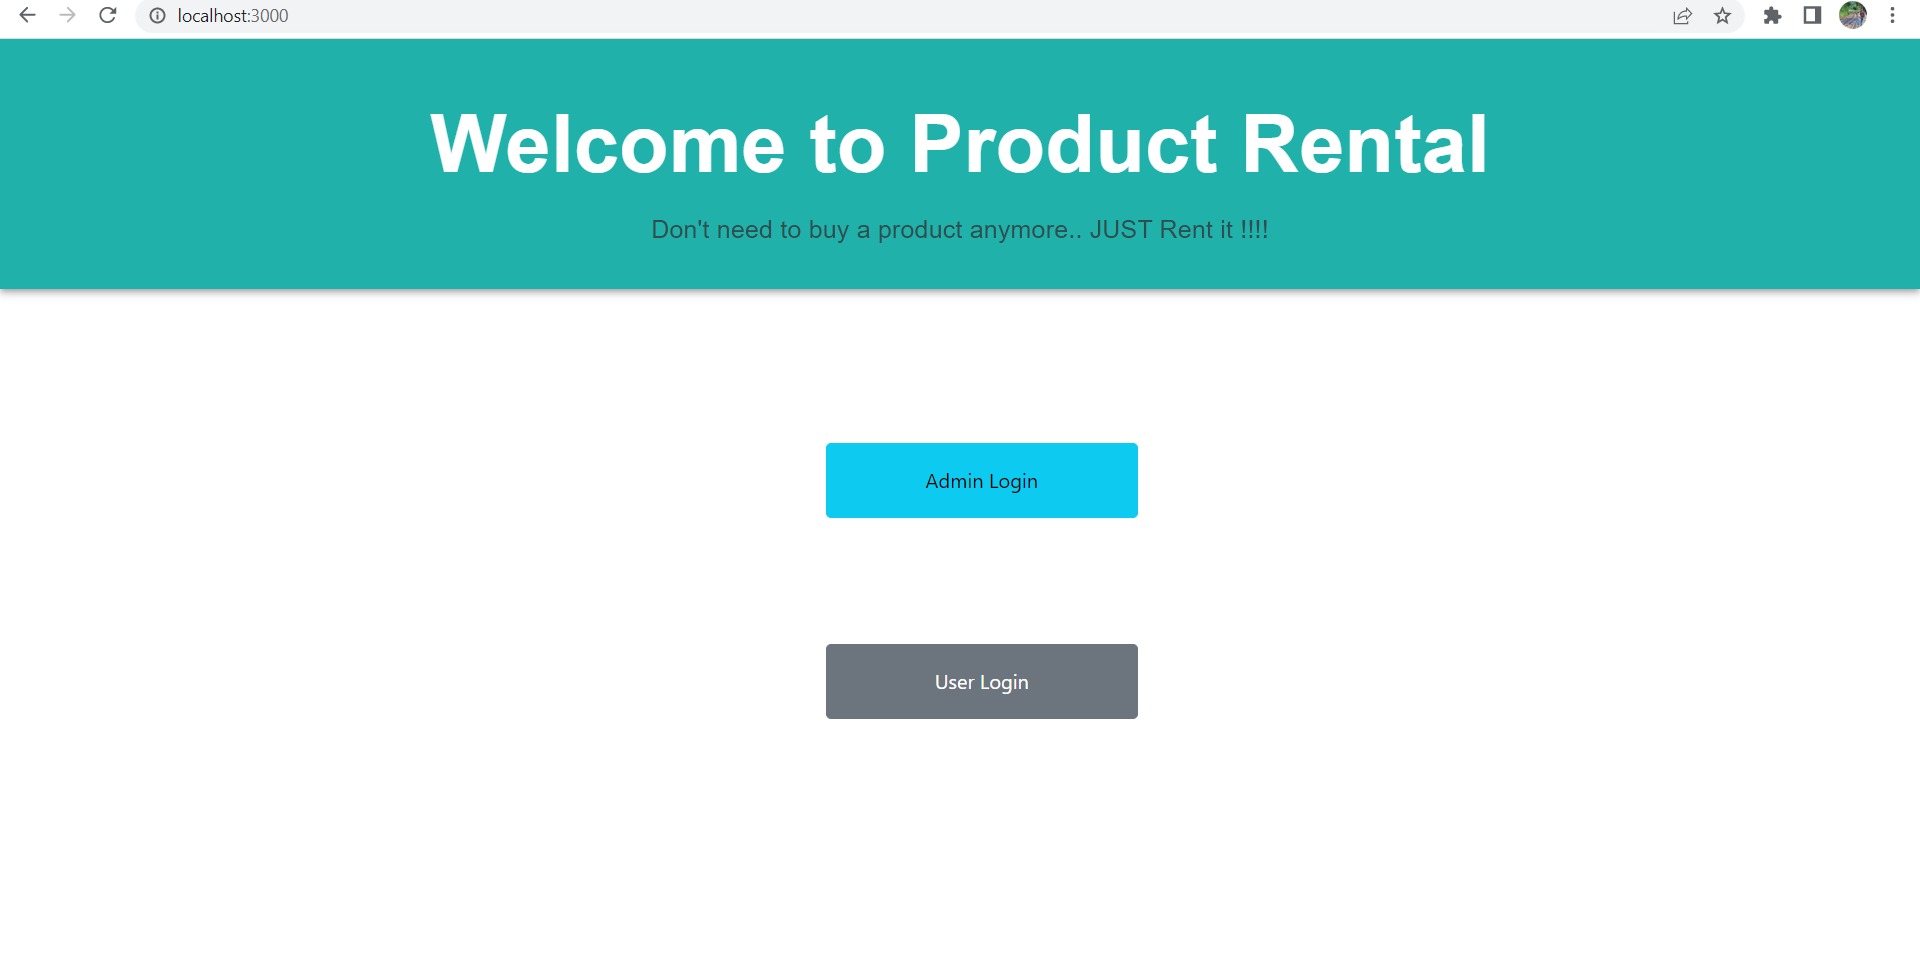 localhost:3000
Welcome to Product Rental
Don't need to buy a product anymore.. JUST Rent it !!!!
Admin Login
User Login